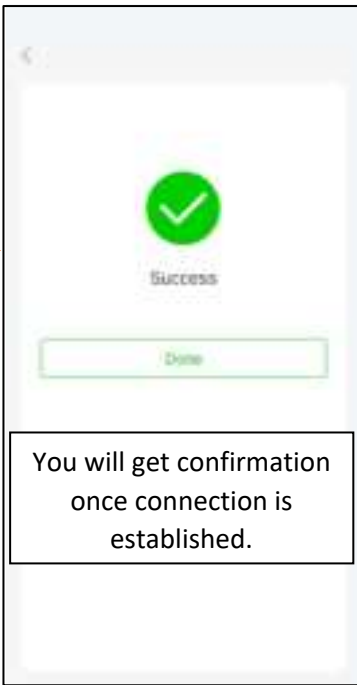 Success
Done
You will get confirmation
once connection is
established.